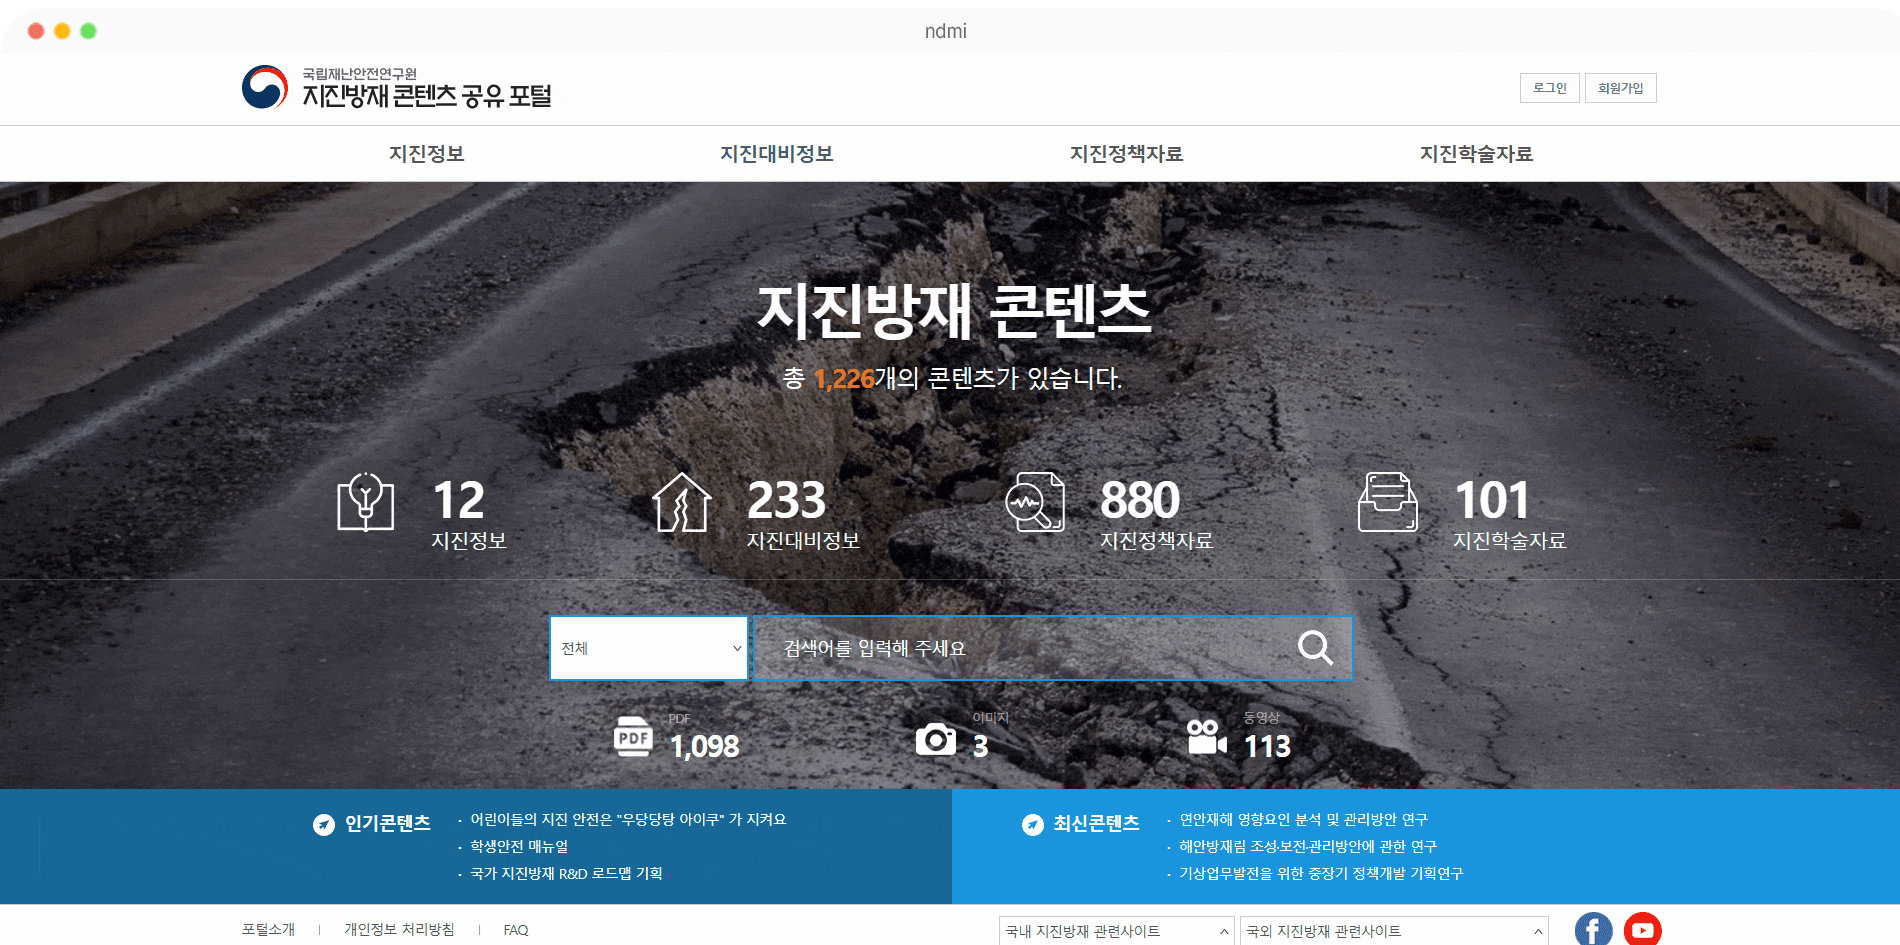 ndmi
국립재난안전연구원
지진방재 콘텐츠 공유 포털
로그인
회원가입
지진정보
지진대비정보
지진정책자료
지진학술자료
지진방재 콘텐츠
총 1,226개의 콘텐츠가 있습니다.
12
지진정보
233
지진대비정보
880
지진정책자료
101
지진학술자료
전체
검색어를 입력해 주세요
PDF
PDF
1,098
이미지
3
동영상
113
인기콘텐츠
· 어린이들의 지진 안전은 "우당당탕 아이쿠" 가 지켜요
· 학생안전 매뉴얼
· 국가 지진방재 R&D 로드맵 기획
최신콘텐츠
· 연안재해 영향요인 분석 및 관리방안 연구
· 해안방재림 조성·보전·관리방안에 관한 연구
· 기상업무발전을 위한 중장기 정책개발 기획연구
포털소개
개인정보 처리방침
FAQ
국내 지진방재 관련사이트
국외 지진방재 관련사이트